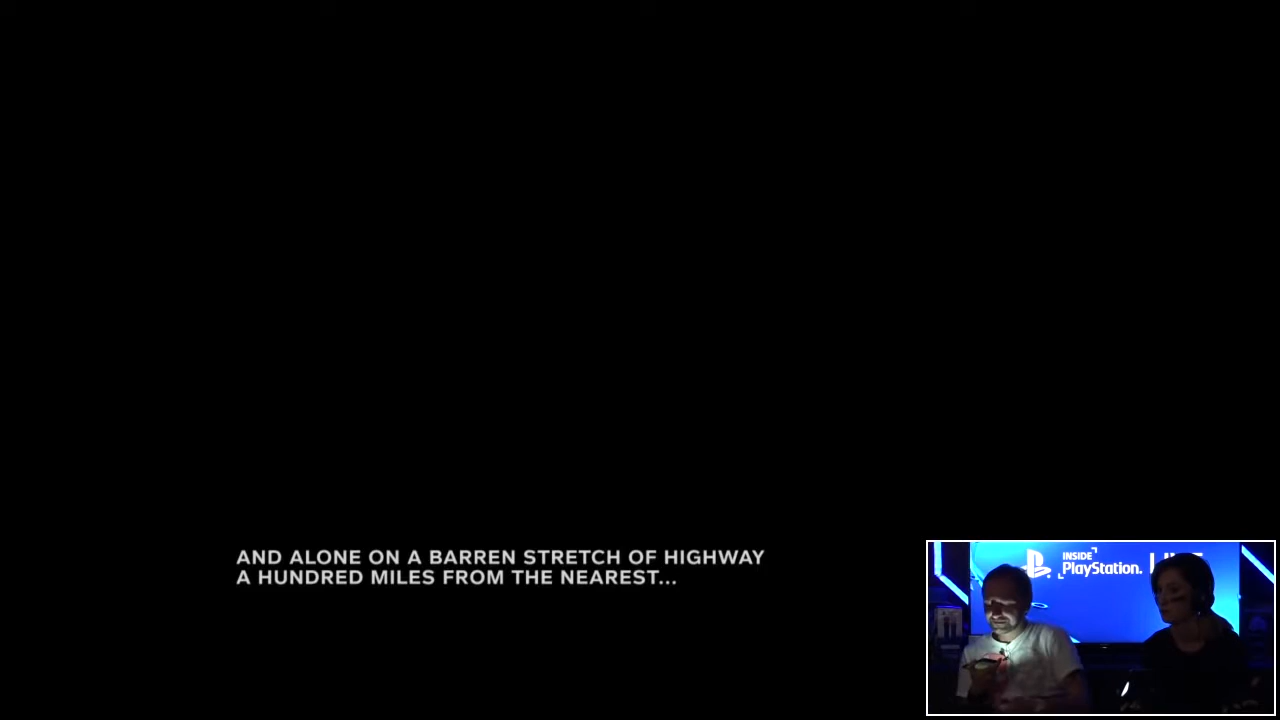 AND ALONE ON A BARREN STRETCH OF HIGHWAY
A HUNDRED MILES FROM THE NEAREST...
INSIDE
PlayStation.